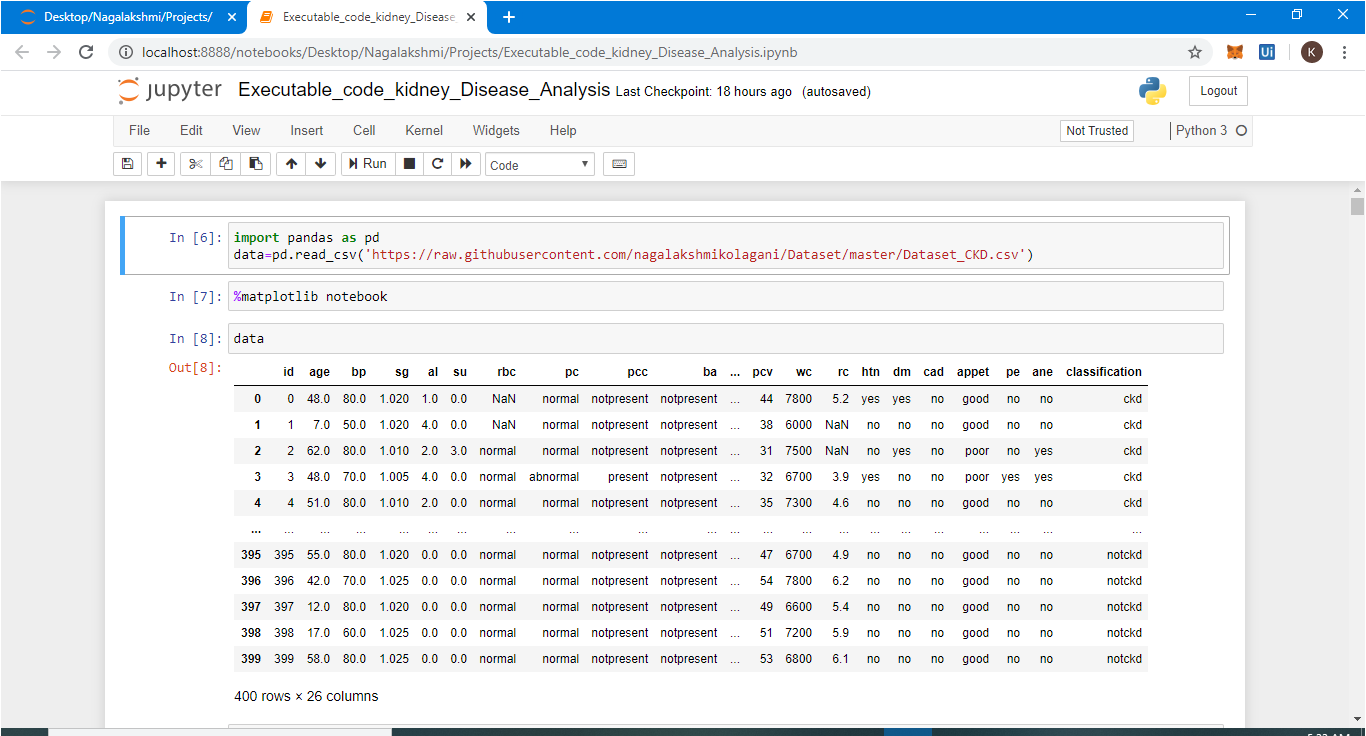 Desktop/Nagalakshmi/Projects/ Executable_code_kidney_Disease_
localhost:8888/notebooks/Desktop/Nagalakshmi/Projects/Executable_code_kidney_Disease_Analysis.ipynb Ui K
jupyter Executable_code_kidney_Disease_Analysis Last Checkpoint: 18 hours ago (autosaved) Logout
File Edit View Insert Cell Kernel Widgets Help Not Trusted Python 3
Run Code
In [6]: import pandas as pd
data=pd.read_csv('https://raw.githubusercontent.com/nagalakshmikolagani/Dataset/master/Dataset_CKD.csv')
In [7]: %matplotlib notebook
In [8]: data
Out[8]:
id age bp sg al su rbc pc pcc ba ... pcv wc rc htn dm cad appet pe ane classification
0 0 48.0 80.0 1.020 1.0 0.0 NaN normal notpresent notpresent ... 44 7800 5.2 yes yes no good no no ckd
1 1 7.0 50.0 1.020 4.0 0.0 NaN normal notpresent notpresent ... 38 6000 NaN no no no good no no ckd
2 2 62.0 80.0 1.010 2.0 3.0 normal normal notpresent notpresent ... 31 7500 NaN no yes no poor no yes ckd
3 3 48.0 70.0 1.005 4.0 0.0 normal abnormal present notpresent ... 32 6700 3.9 yes no no poor yes yes ckd
4 4 51.0 80.0 1.010 2.0 0.0 normal normal notpresent notpresent ... 35 7300 4.6 no no no good no no ckd
... ... ... ... ... ... ... ... ... ... ... ... ... ... ... ... ... ... ... ... ... ...
395 395 55.0 80.0 1.020 0.0 0.0 normal normal notpresent notpresent ... 47 6700 4.9 no no no good no no notckd
396 396 42.0 70.0 1.025 0.0 0.0 normal normal notpresent notpresent ... 54 7800 6.2 no no no good no no notckd
397 397 12.0 80.0 1.020 0.0 0.0 normal normal notpresent notpresent ... 49 6600 5.4 no no no good no no notckd
398 398 17.0 60.0 1.025 0.0 0.0 normal normal notpresent notpresent ... 51 7200 5.9 no no no good no no notckd
399 399 58.0 80.0 1.025 0.0 0.0 normal normal notpresent notpresent ... 53 6800 6.1 no no no good no no notckd
400 rows × 26 columns